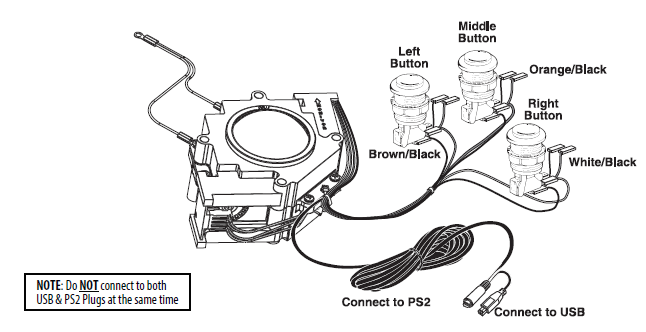 Middle
Button
Left
Button
Orange/Black
Right
Button
Brown/Black
White/Black
NOTE: Do NOT connect to both
USB & PS2 Plugs at the same time
Connect to PS2
Connect to USB